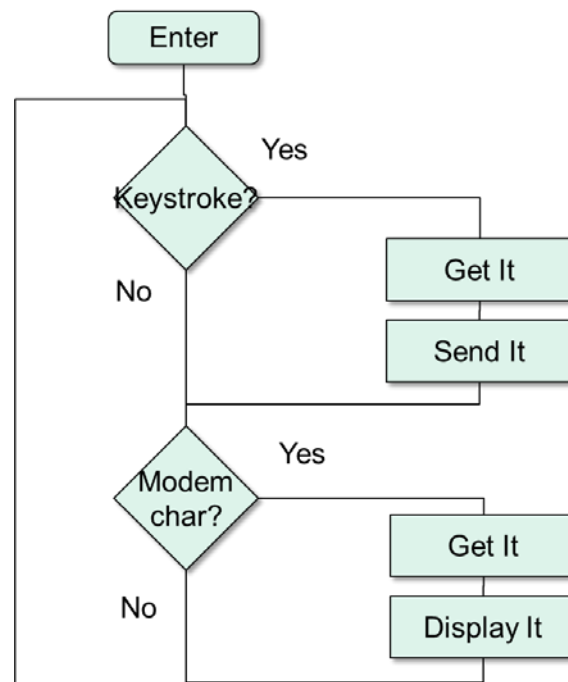 Enter
Yes
Keystroke?
Get It
No
Send It
Yes
Modem
char?
Get It
No
Display It